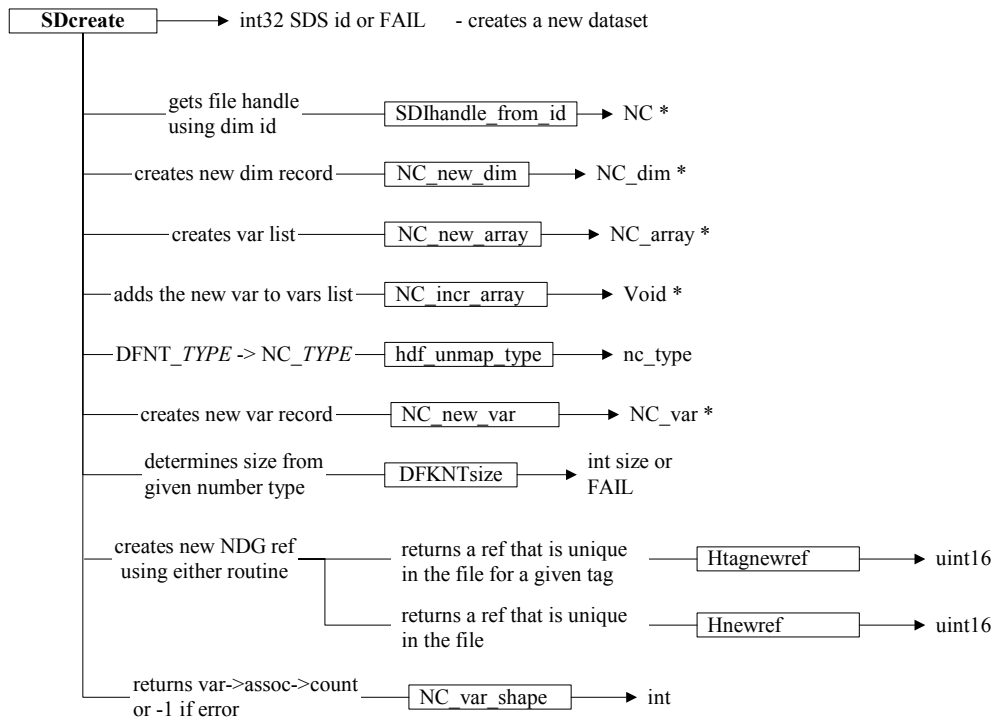 SDcreate int32 SDS id or FAIL - creates a new dataset
gets file handle
using dim id
SDIhandle_from_id NC *
creates new dim record NC_new_dim NC_dim *
creates var list NC_new_array NC_array *
adds the new var to vars list NC_incr_array Void *
DFNT_TYPE -> NC_TYPE hdf_unmap_type nc_type
creates new var record NC_new_var NC_var *
determines size from
given number type
DFKNTsize
int size or
FAIL
creates new NDG ref
using either routine
returns a ref that is unique
in the file for a given tag
Htagnewref uint16
returns a ref that is unique
in the file
Hnewref uint16
returns var->assoc->count
or -1 if error
NC_var_shape int